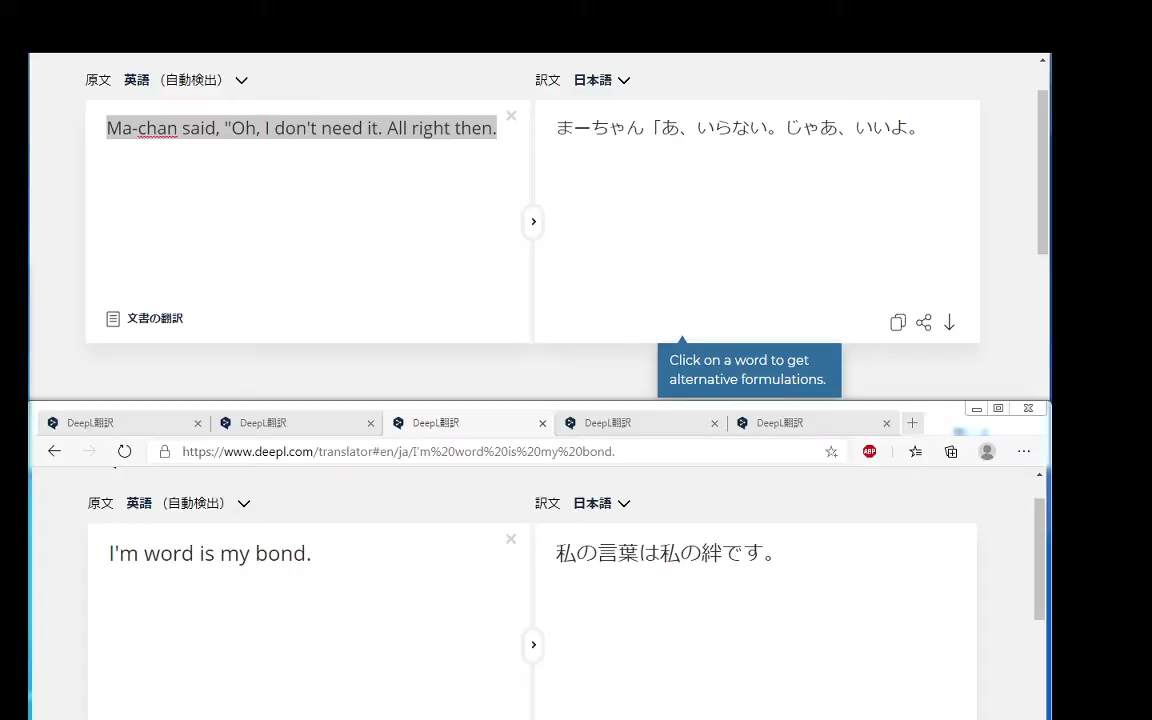 原文 英語 （自動検出）
訳文 日本語
Ma-chan said, "Oh, I don't need it. All right then.
まーちゃん「あ、いらない。じゃあ、いいよ。
文書の翻訳
Click on a word to get
alternative formulations.
DeepL翻訳 DeepL翻訳 DeepL翻訳 DeepL翻訳 DeepL翻訳
https://www.deepl.com/translator#en/ja/I'm%20word%20is%20my%20bond.
ABP
原文 英語 （自動検出）
訳文 日本語
I'm word is my bond.
私の言葉は私の絆です。